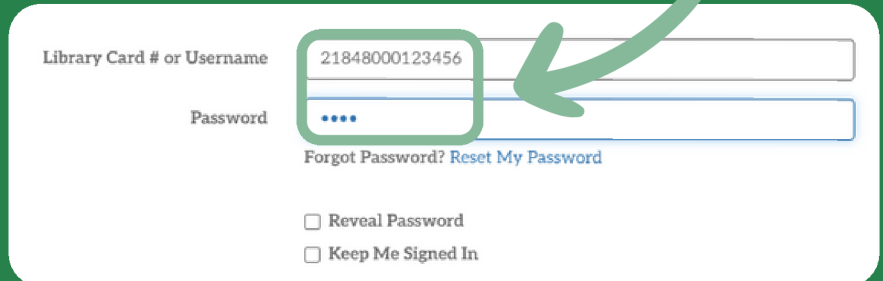 Library Card # or Username 21848000123456
Password ••••
Forgot Password? Reset My Password
Reveal Password
Keep Me Signed In